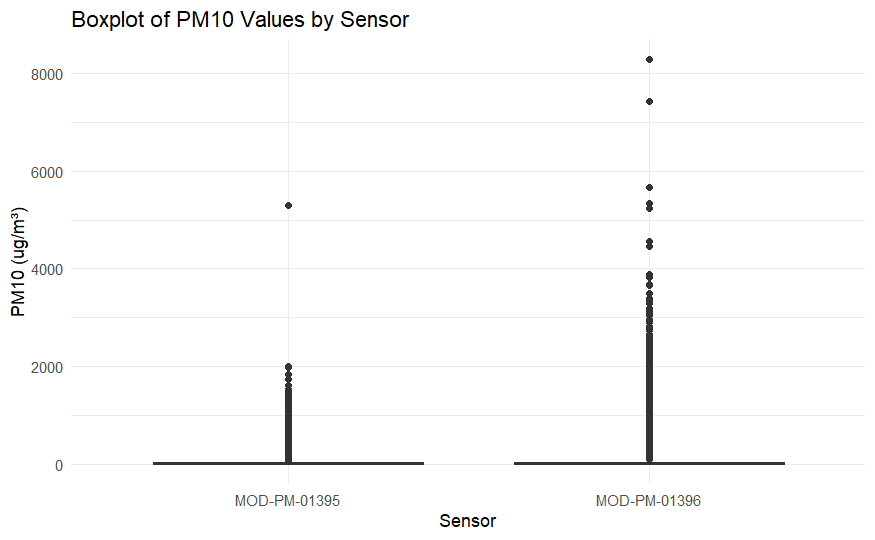 Boxplot of PM10 Values by Sensor
PM10 (ug/m³)
8000
6000
4000
2000
0
MOD-PM-01395
MOD-PM-01396
Sensor